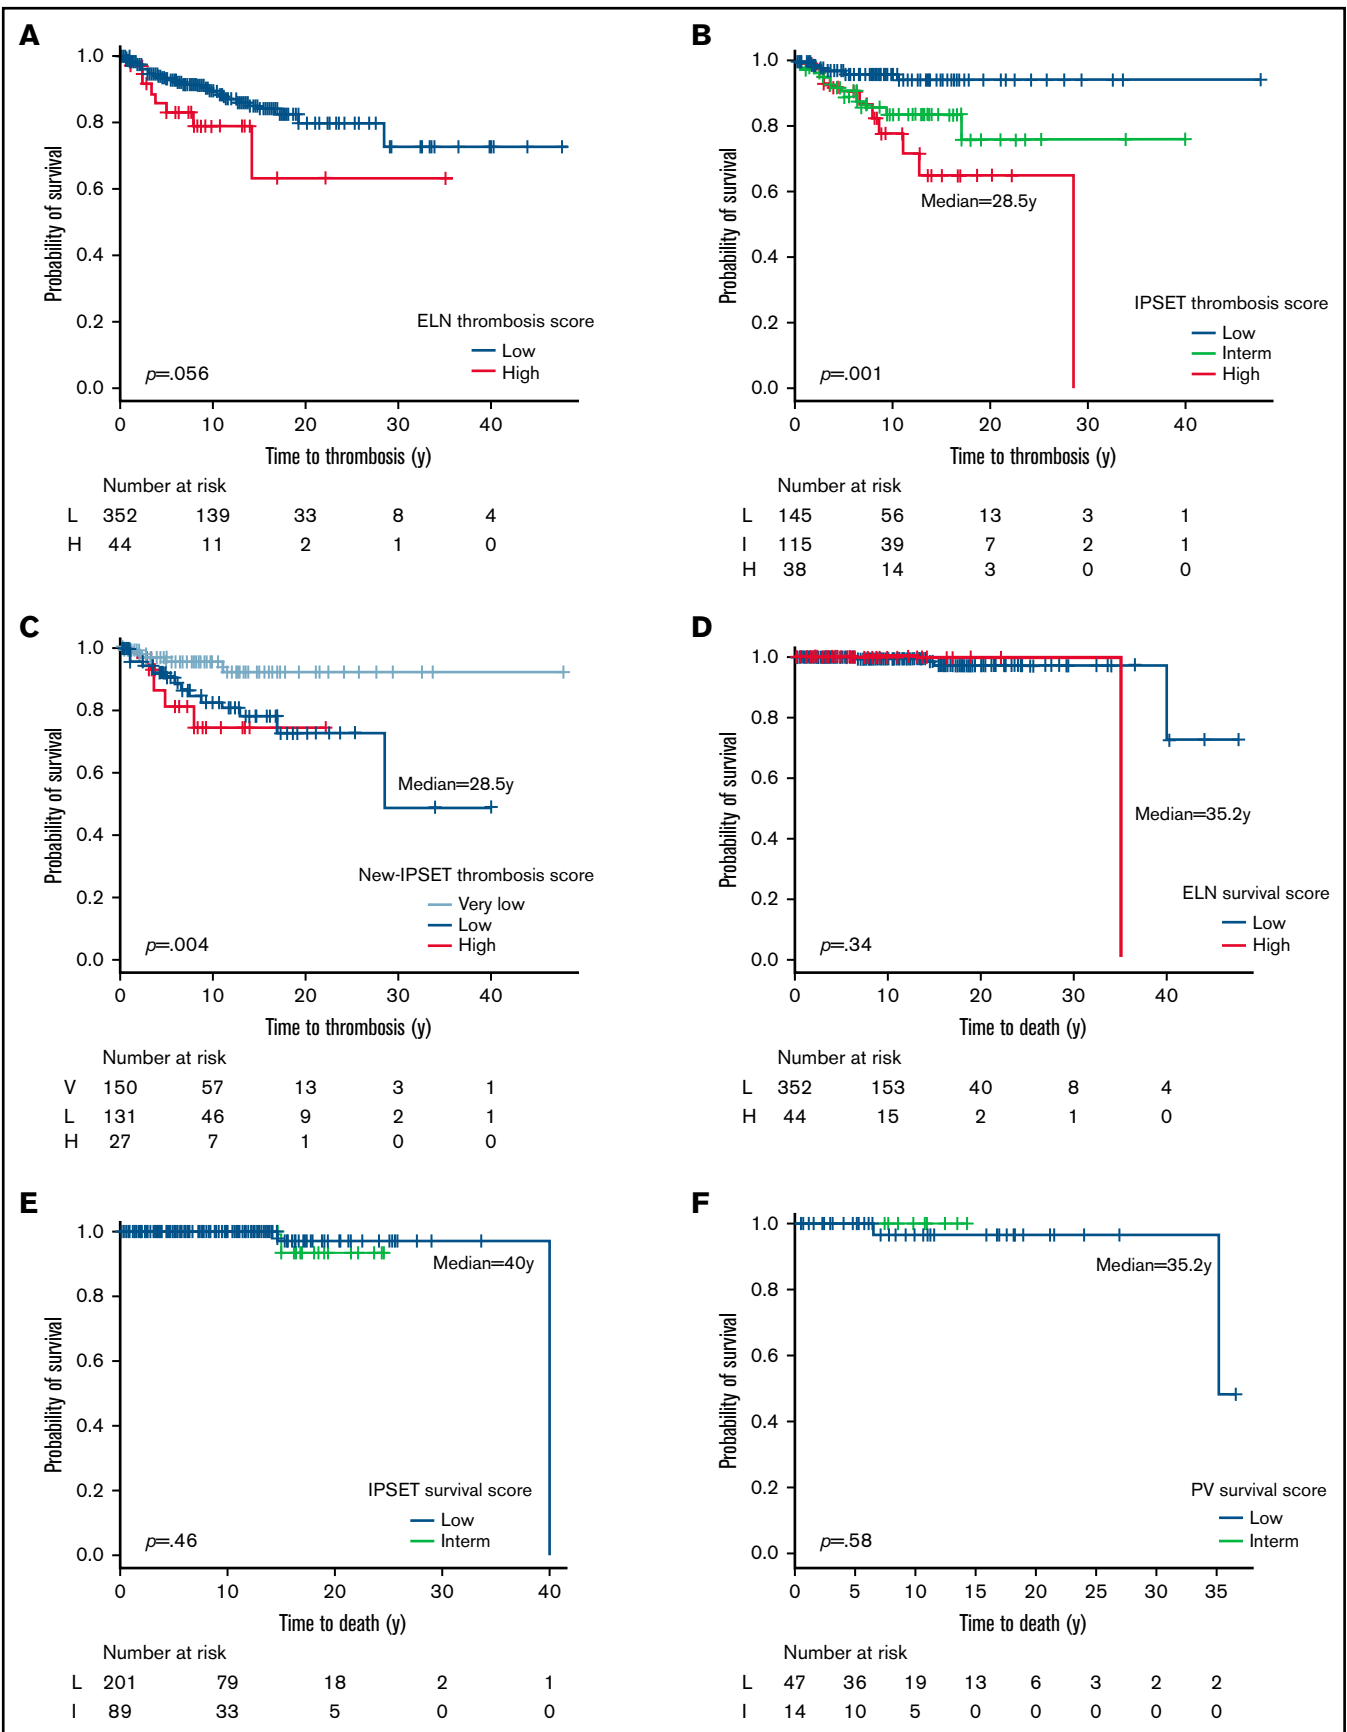 A
Probability of survival
1.0
0.8
0.6
0.4
0.2
0.0
ELN thrombosis score
Low
High
p=.056
0 10 20 30 40
Time to thrombosis (y)
Number at risk
L 352 139 33 8 4
H 44 11 2 1 0
B
Probability of survival
1.0
0.8
0.6
0.4
0.2
0.0
Median=28.5y
IPSET thrombosis score
Low
Interm
High
p=.001
0 10 20 30 40
Time to thrombosis (y)
Number at risk
L 145 56 13 3 1
I 115 39 7 2 1
H 38 14 3 0 0
C
Probability of survival
1.0
0.8
0.6
0.4
0.2
0.0
Median=28.5y
New-IPSET thrombosis score
Very low
Low
High
p=.004
0 10 20 30 40
Time to thrombosis (y)
Number at risk
V 150 57 13 3 1
L 131 46 9 2 1
H 27 7 1 0 0
D
Probability of survival
1.0
0.8
0.6
0.4
0.2
0.0
Median=35.2y
ELN survival score
Low
High
p=.34
0 10 20 30 40
Time to death (y)
Number at risk
L 352 153 40 8 4
H 44 15 2 1 0
E
Probability of survival
1.0
0.8
0.6
0.4
0.2
0.0
Median=40y
IPSET survival score
Low
Interm
p=.46
0 10 20 30 40
Time to death (y)
Number at risk
L 201 79 18 2 1
I 89 33 5 0 0
F
Probability of survival
1.0
0.8
0.6
0.4
0.2
0.0
Median=35.2y
PV survival score
Low
Interm
p=.58
0 5 10 15 20 25 30 35
Time to death (y)
Number at risk
L 47 36 19 13 6 3 2 2
I 14 10 5 0 0 0 0 0